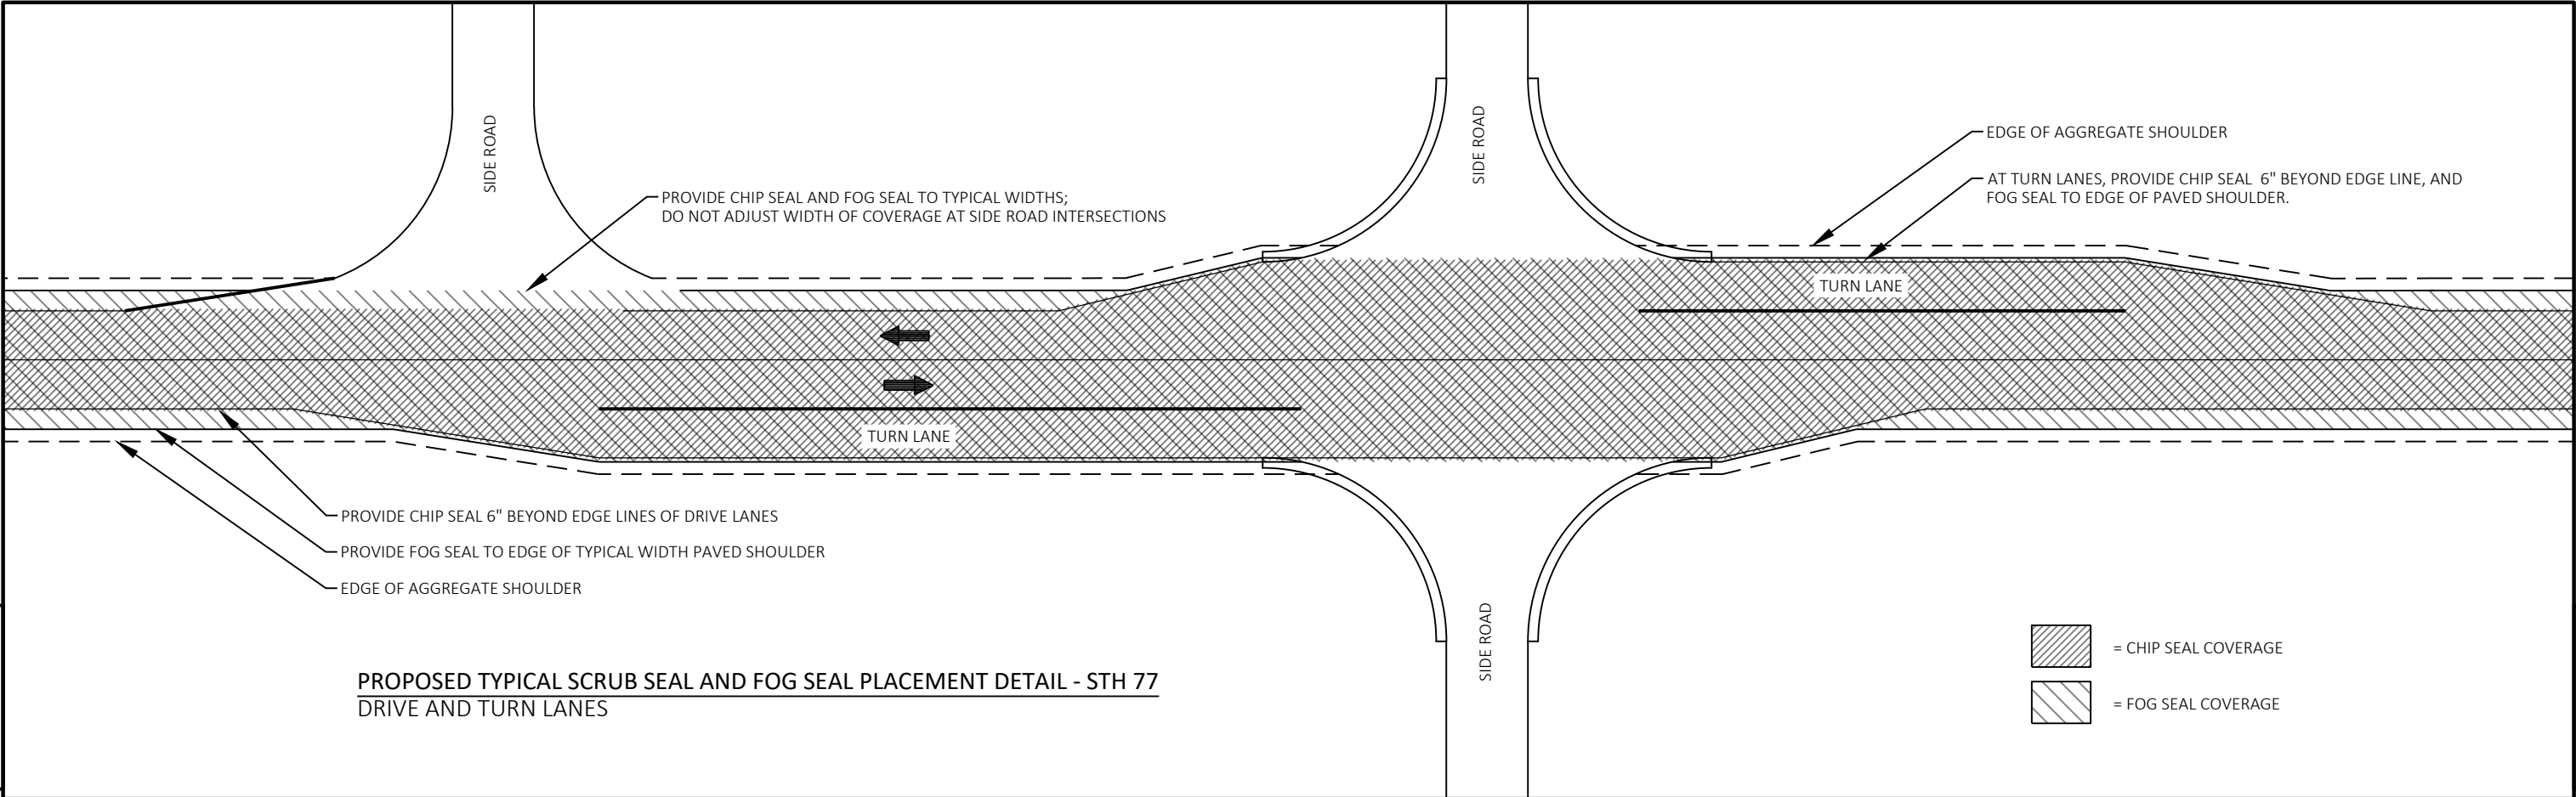 SIDE ROAD
SIDE ROAD
EDGE OF AGGREGATE SHOULDER
AT TURN LANES, PROVIDE CHIP SEAL 6" BEYOND EDGE LINE, AND
FOG SEAL TO EDGE OF PAVED SHOULDER.
PROVIDE CHIP SEAL AND FOG SEAL TO TYPICAL WIDTHS;
DO NOT ADJUST WIDTH OF COVERAGE AT SIDE ROAD INTERSECTIONS
TURN LANE
TURN LANE
PROVIDE CHIP SEAL 6" BEYOND EDGE LINES OF DRIVE LANES
PROVIDE FOG SEAL TO EDGE OF TYPICAL WIDTH PAVED SHOULDER
EDGE OF AGGREGATE SHOULDER
SIDE ROAD
= CHIP SEAL COVERAGE
= FOG SEAL COVERAGE
PROPOSED TYPICAL SCRUB SEAL AND FOG SEAL PLACEMENT DETAIL - STH 77
DRIVE AND TURN LANES